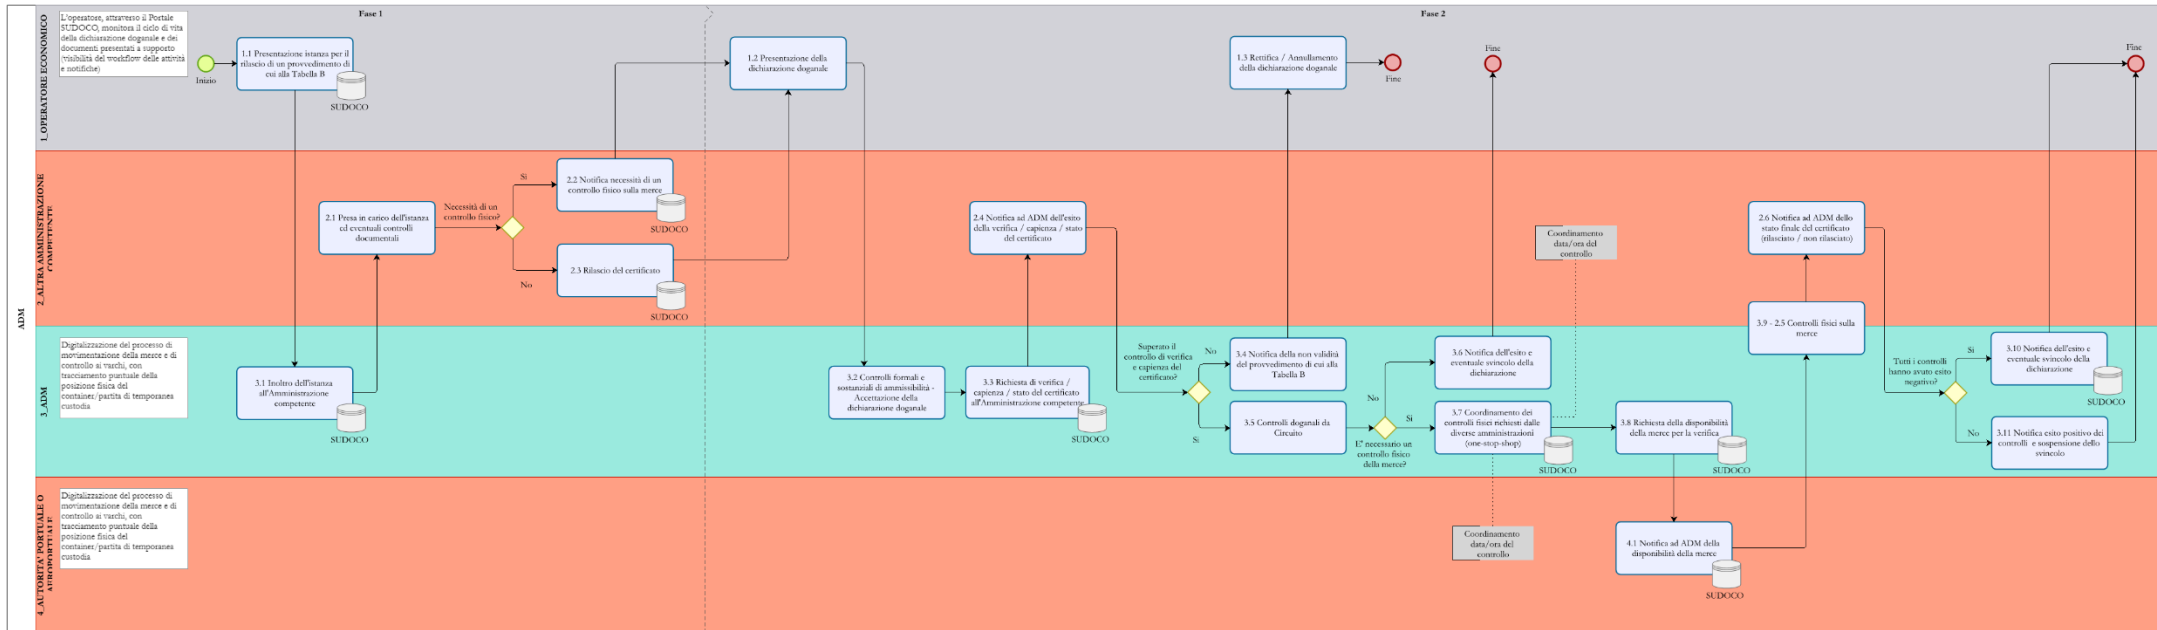 Fase 1
Fase 2
ADM
1_OPERATORE ECONOMICO
L'operatore, attraverso il Portale
SUDOCO, monitora il ciclo di vita
della dichiarazione doganale e dei
documenti presentati a supporto
(visibilità del workflow delle attività
e notifiche)
Inizio
1.1 Presentazione istanza per il
rilascio di un provvedimento di
cui alla Tabella B
SUDOCO
1.2 Presentazione della
dichiarazione doganale
1.3 Rettifica / Annullamento
della dichiarazione doganale
Fine
Fine
Fine
2_ALTRA AMMINISTRAZIONE
COMPETENTE
2.1 Presa in carico dell'istanza
ed eventuali controlli
documentali
Necessità di un
controllo fisico?
Si
No
2.2 Notifica necessità di un
controllo fisico sulla merce
SUDOCO
2.3 Rilascio del certificato
SUDOCO
2.4 Notifica ad ADM dell'esito
della verifica / capienza / stato
del certificato
Coordinamento
data/ora del
controllo
2.6 Notifica ad ADM dello
stato finale del certificato
(rilasciato / non rilasciato)
3.9 - 2.5 Controlli fisici sulla
merce
3_ADM
Digitalizzazione del processo di
movimentazione della merce e di
controllo ai varchi, con
tracciamento puntuale della
posizione fisica del
container/partita di temporanea
custodia
3.1 Inoltro dell'istanza
all'Amministrazione
competente
SUDOCO
3.2 Controlli formali e
sostanziali di ammissibilità -
Accettazione della
dichiarazione doganale
3.3 Richiesta di verifica /
capienza / stato del certificato
all'Amministrazione competente
SUDOCO
Superato il
controllo di verifica
e capienza del
certificato?
No
Si
3.4 Notifica della non validità
del provvedimento di cui alla
Tabella B
3.5 Controlli doganali da
Circuito
E' necessario un
controllo fisico
della merce?
No
Si
3.6 Notifica dell'esito e
eventuale svincolo della
dichiarazione
3.7 Coordinamento dei
controlli fisici richiesti dalle
diverse amministrazioni
(one-stop-shop)
SUDOCO
3.8 Richiesta della disponibilità
della merce per la verifica
SUDOCO
Tutti i controlli
hanno avuto esito
negativo?
Si
No
3.10 Notifica dell'esito e
eventuale svincolo della
dichiarazione
SUDOCO
3.11 Notifica esito positivo dei
controlli e sospensione dello
svincolo
4_AUTORITA' PORTUALE O
AEROPORTUALE
Digitalizzazione del processo di
movimentazione della merce e di
controllo ai varchi, con
tracciamento puntuale della
posizione fisica del
container/partita di temporanea
custodia
Coordinamento
data/ora del
controllo
4.1 Notifica ad ADM della
disponibilità della merce
SUDOCO